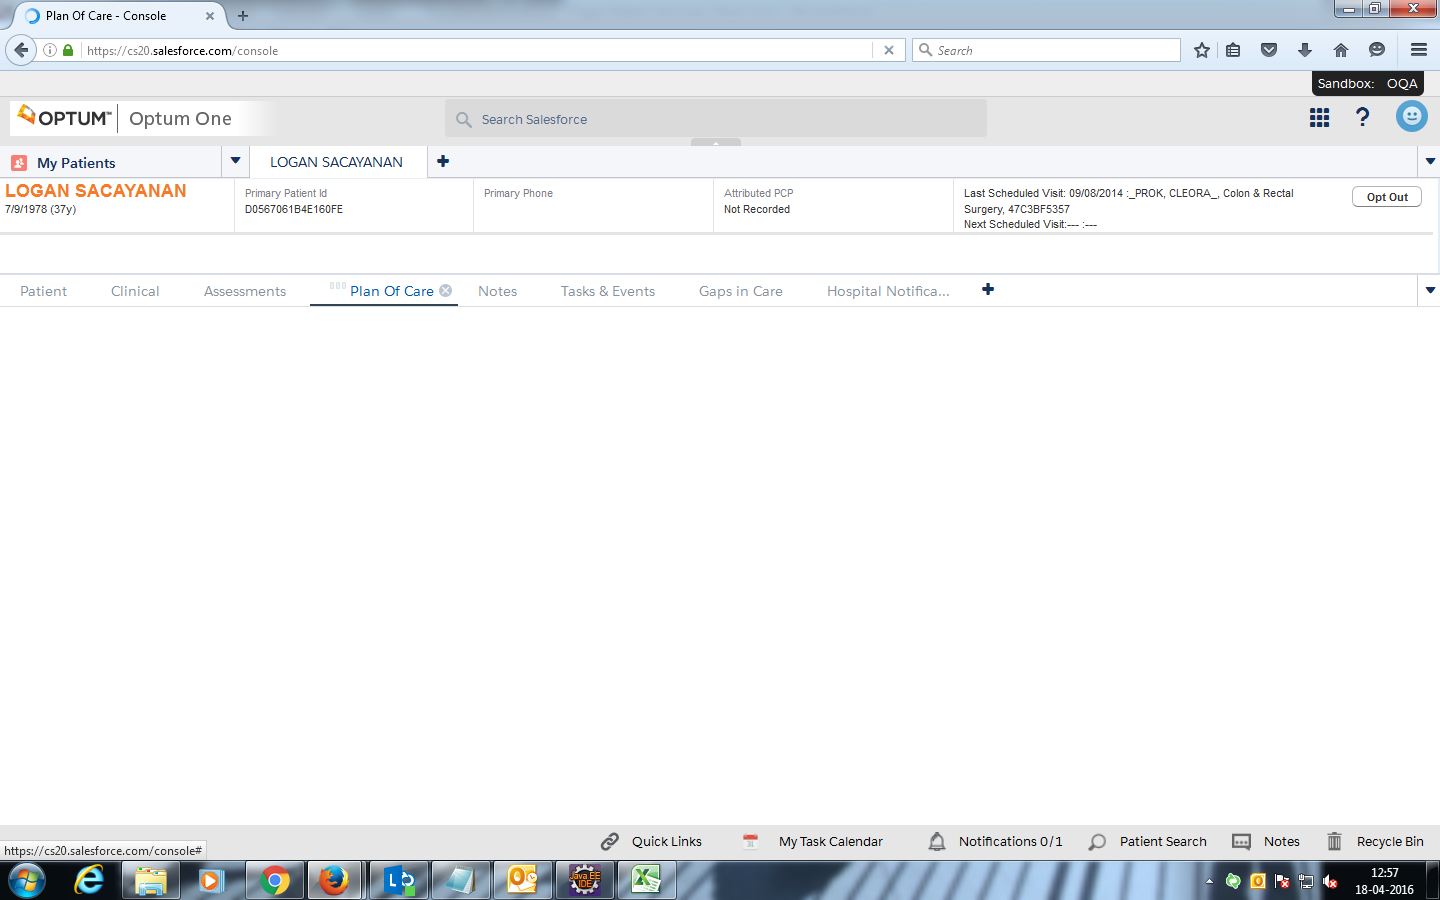 Plan Of Care - Console
https://cs20.salesforce.com/console
Search
Sandbox: OQA
OPTUM™ Optum One
Search Salesforce
My Patients
LOGAN SACAYANAN
LOGAN SACAYANAN
7/9/1978 (37y)
Primary Patient Id
D0567061B4E160FE
Primary Phone
Attributed PCP
Not Recorded
Last Scheduled Visit: 09/08/2014 :_PROK, CLEORA_, Colon & Rectal
Surgery, 47C3BF5357
Next Scheduled Visit:--- :---
Opt Out
Patient Clinical Assessments Plan Of Care Notes Tasks & Events Gaps in Care Hospital Notifica...
Quick Links My Task Calendar Notifications 0/1 Patient Search Notes Recycle Bin
https://cs20.salesforce.com/console#
Java EE
IDE
12:57
18-04-2016